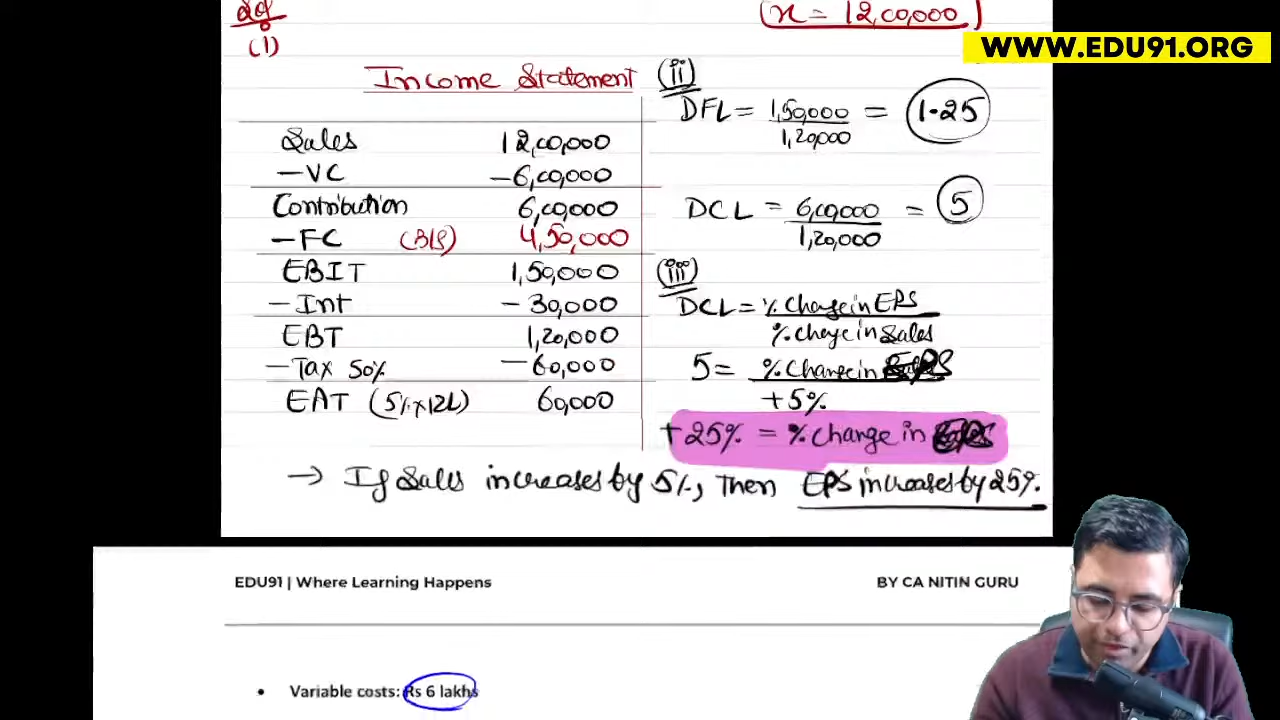 Sol
(1)
(x = 12,00,000)
WWW.EDU91.ORG
Income Statement
Sales 12,00,000
-VC -6,00,000
Contribution 6,00,000
-FC (B/f) 4,50,000
EBIT 1,50,000
-Int -30,000
EBT 1,20,000
-Tax 50% -60,000
EAT (5%x12L) 60,000
(ii)
DFL = 1,50,000 / 1,20,000 = 1.25
DCL = 6,00,000 / 1,20,000 = 5
(iii)
DCL = % Change in EPS
% change in Sales
5 = % Change in EPS
+5%
+25% = % Change in
→ If Sales increases by 5%, Then EPS increases by 25%.
EDU91 | Where Learning Happens
BY CA NITIN GURU
• Variable costs: Rs 6 lakhs